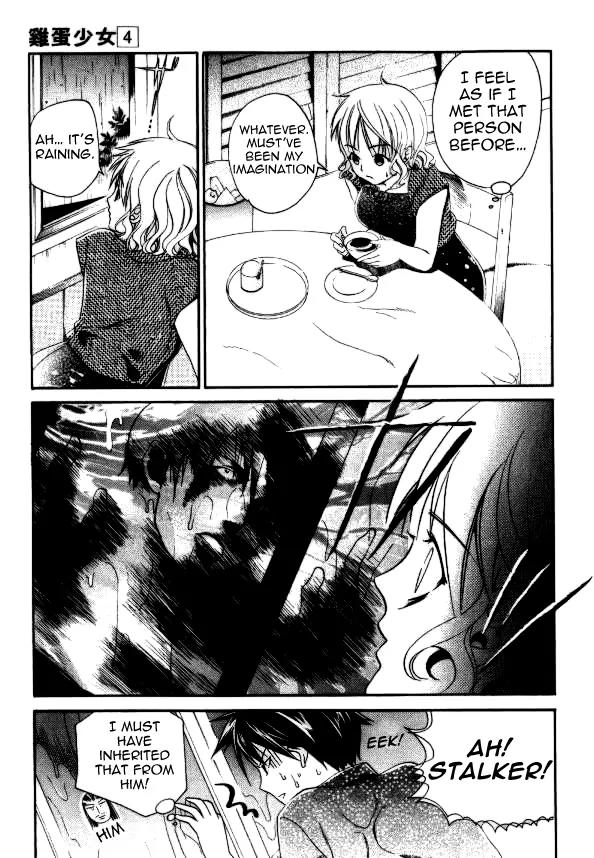 雞蛋少女 4
I FEEL
AS IF I
MET THAT
PERSON
BEFORE...
WHATEVER.
MUST'VE
BEEN MY
IMAGINATION
AH... IT'S
RAINING.
AH!
STALKER!
EEK!
I MUST
HAVE
INHERITED
THAT FROM
HIM!
HIM